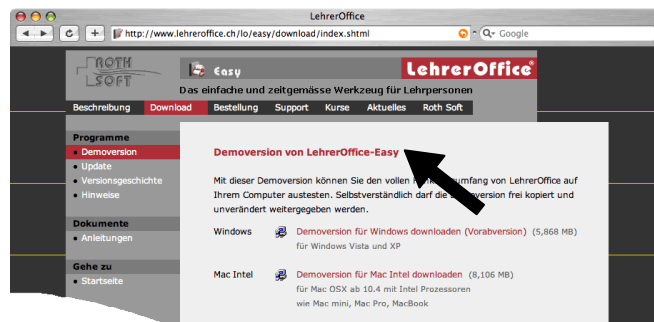 LehrerOffice
http://www.lehreroffice.ch/lo/easy/download/index.shtml
Google
ROTH
SOFT
Easy
LehrerOffice®
Das einfache und zeitgemässe Werkzeug für Lehrpersonen
Beschreibung Download Bestellung Support Kurse Aktuelles Roth Soft
Programme
• Demoversion
• Update
• Versionsgeschichte
• Hinweise
Dokumente
• Anleitungen
Gehe zu
• Startseite
Demoversion von LehrerOffice-Easy
Mit dieser Demoversion können Sie den vollen umfang von LehrerOffice auf
Ihrem Computer austesten. Selbstverständlich darf die version frei kopiert und
unverändert weitergegeben werden.
Windows Demoversion für Windows downloaden (Vorabversion) (5,868 MB)
für Windows Vista und XP
Mac Intel Demoversion für Mac Intel downloaden (8,106 MB)
für Mac OSX ab 10.4 mit Intel Prozessoren
wie Mac mini, Mac Pro, MacBook